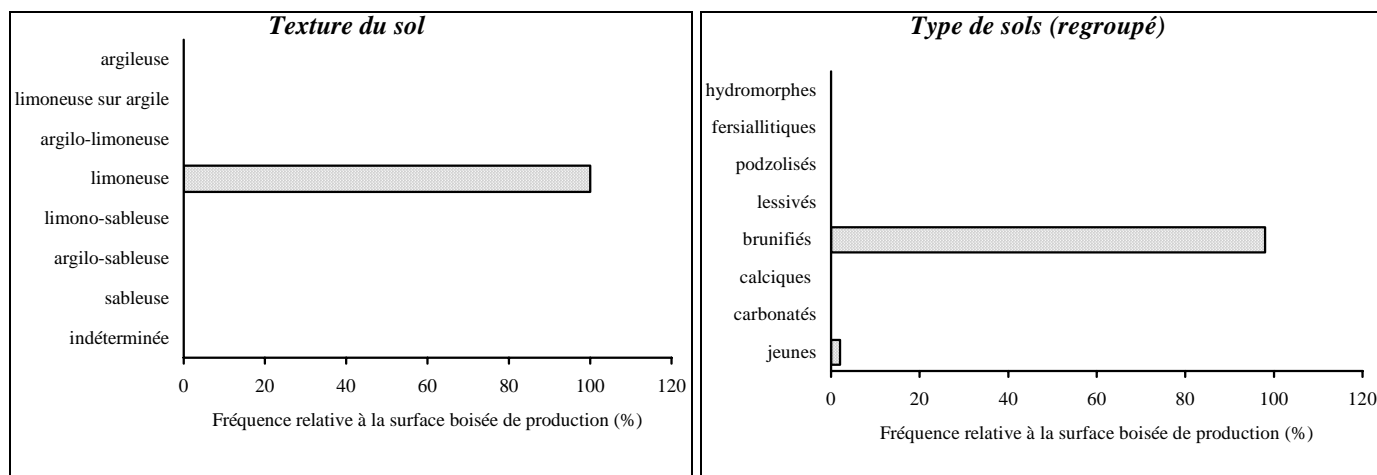 Texture du sol
argileuse
limoneuse sur argile
argilo-limoneuse
limoneuse
limono-sableuse
argilo-sableuse
sableuse
indéterminée
0 20 40 60 80 100 120
Fréquence relative à la surface boisée de production (%)
Type de sols (regroupé)
hydromorphes
fersiallitiques
podzolisés
lessivés
brunifiés
calciques
carbonatés
jeunes
0 20 40 60 80 100 120
Fréquence relative à la surface boisée de production (%)